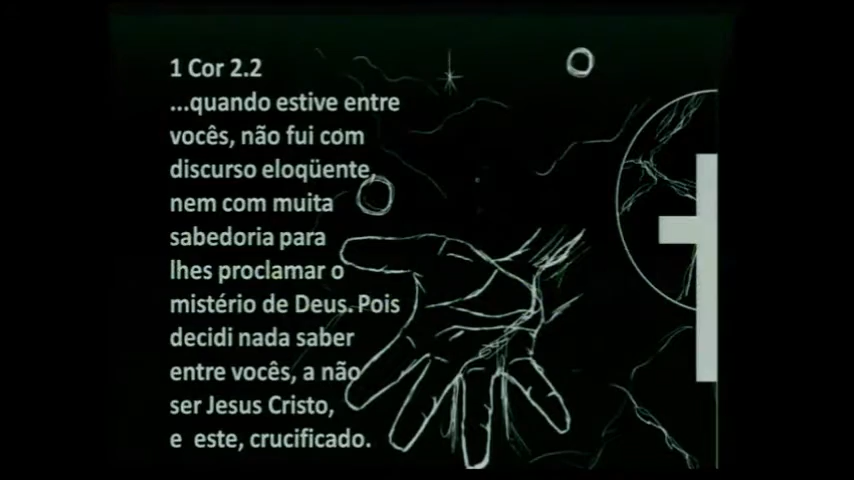 1 Cor 2.2
...quando estive entre
vocês, não fui com
discurso eloqüente,
nem com muita
sabedoria para
lhes proclamar o
mistério de Deus. Pois
decidi nada saber
entre vocês, a não
ser Jesus Cristo,
e este, crucificado.